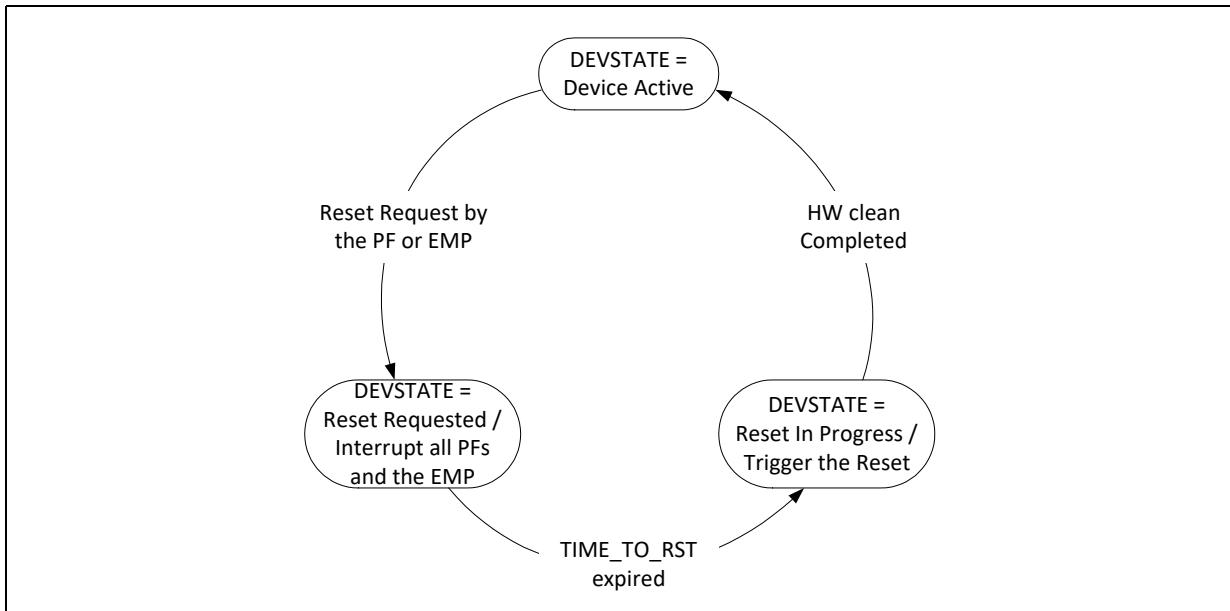 DEVSTATE =
Device Active
Reset Request by
the PF or EMP
HW clean
Completed
DEVSTATE =
Reset Requested /
Interrupt all PFs
and the EMP
DEVSTATE =
Reset In Progress /
Trigger the Reset
TIME_TO_RST
expired